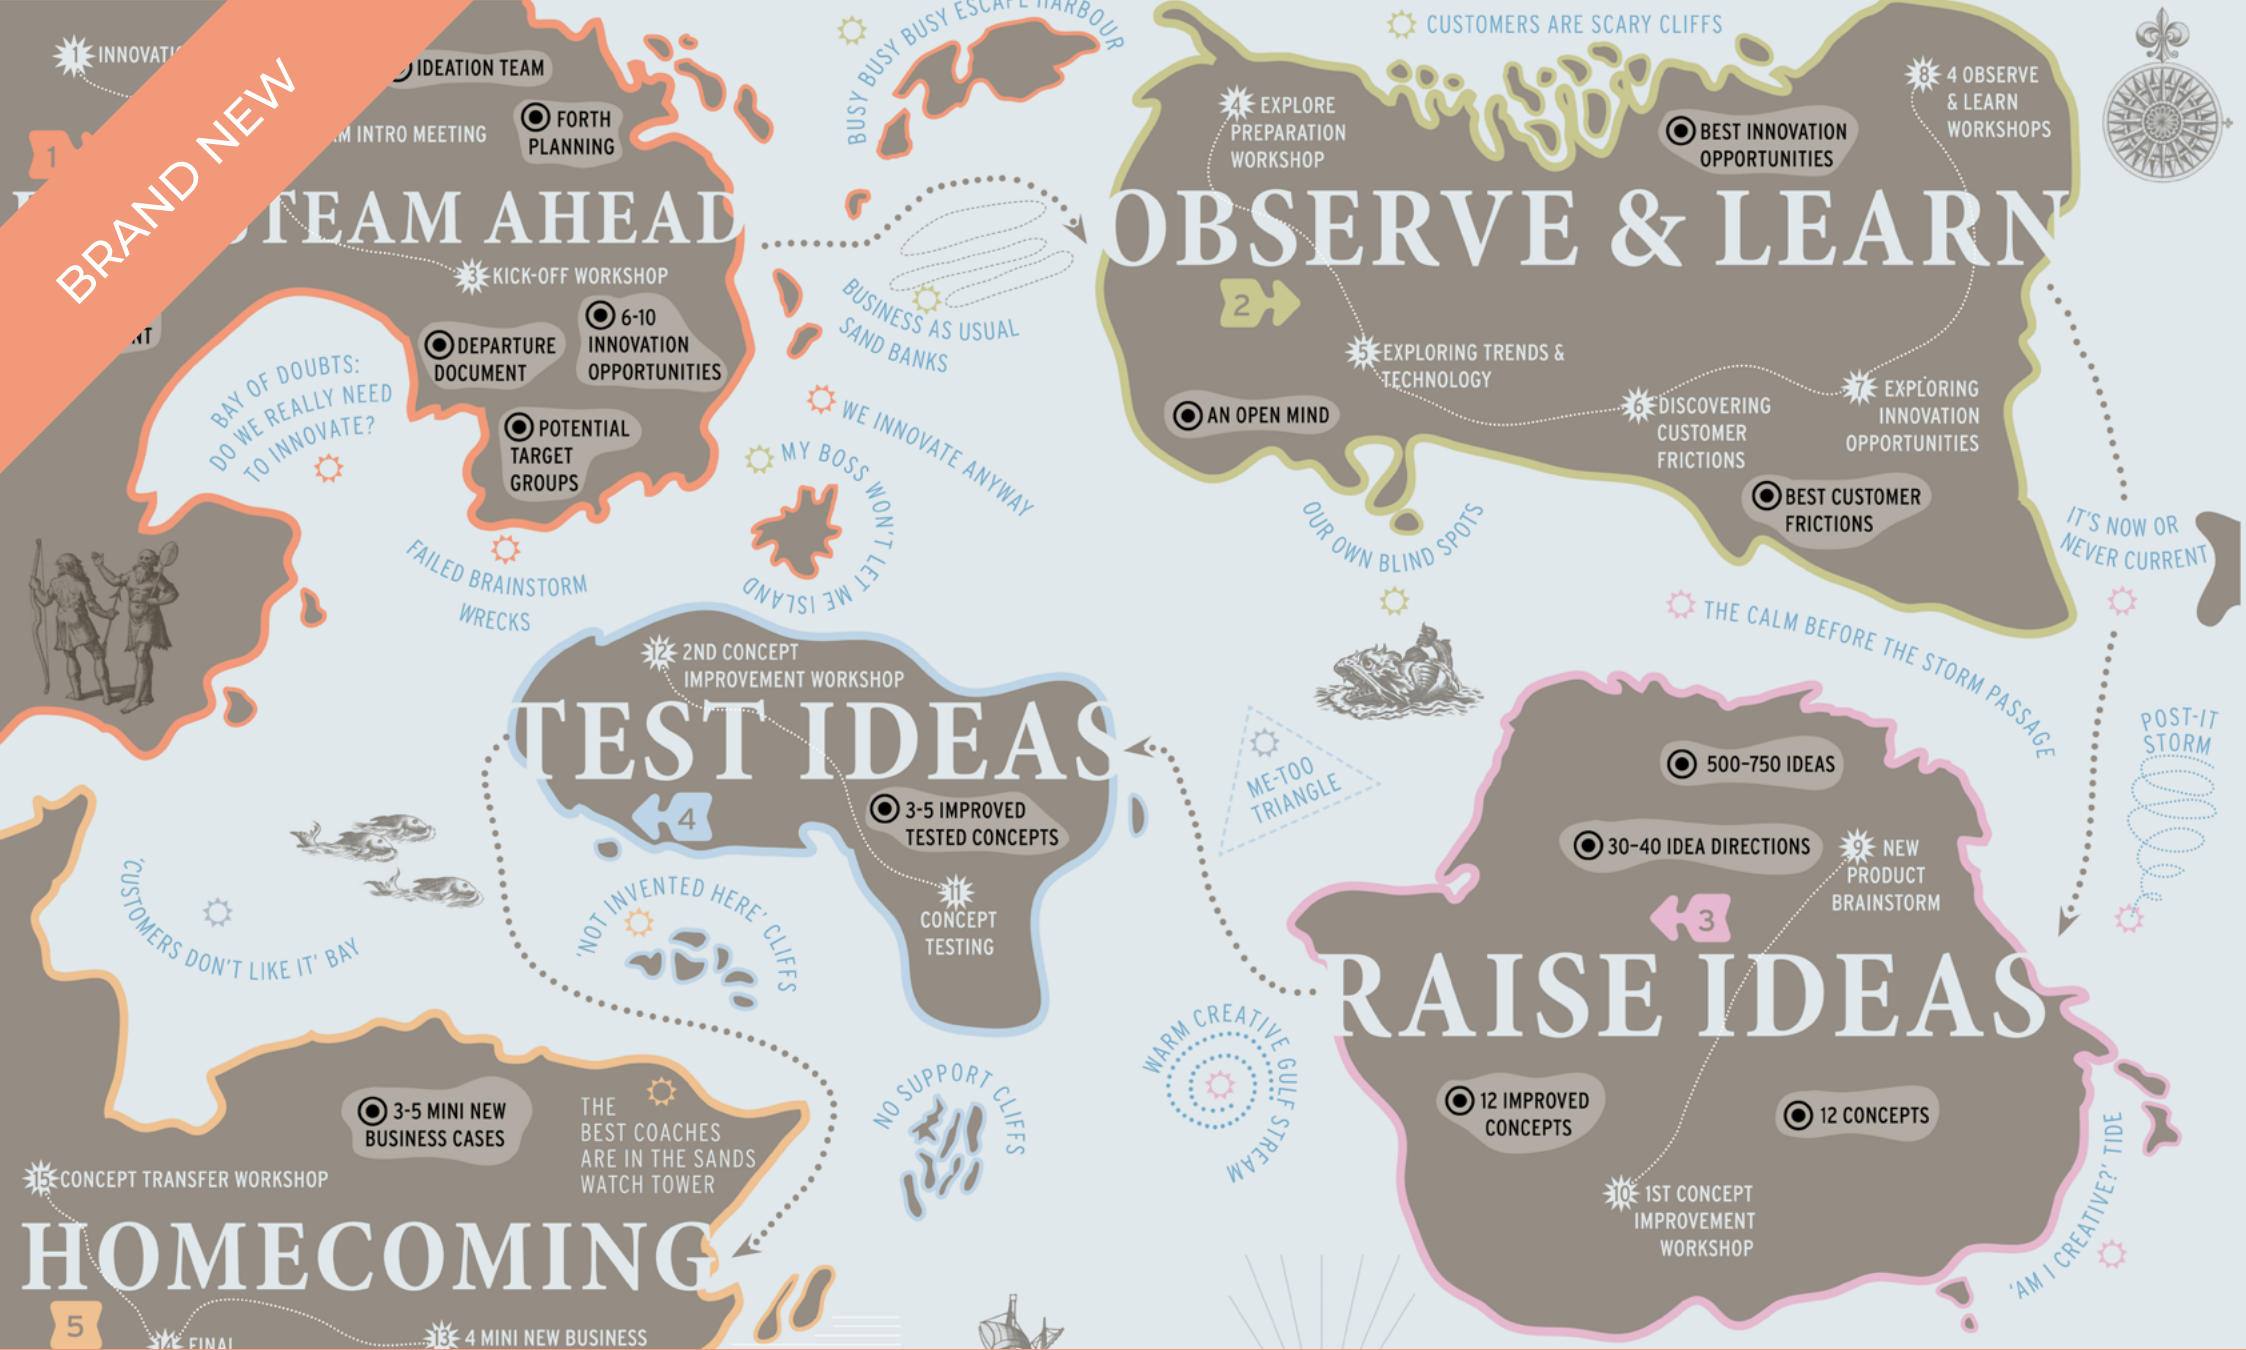 BRAND NEW
1
INNOVATI
IDEATION TEAM
FORTH
PLANNING
M INTRO MEETING
1
TEAM AHEAD
3 KICK-OFF WORKSHOP
DEPARTURE
DOCUMENT
6-10
INNOVATION
OPPORTUNITIES
POTENTIAL
TARGET
GROUPS
NT
BAY OF DOUBTS:
DO WE REALLY NEED
TO INNOVATE?
FAILED BRAINSTORM
WRECKS
BUSY BUSY BUSY ESCAPE HARBOUR
BUSINESS AS USUAL
SAND BANKS
WE INNOVATE ANYWAY
MY BOSS WON'T LET ME ISLAND
CUSTOMERS ARE SCARY CLIFFS
4 EXPLORE
PREPARATION
WORKSHOP
BEST INNOVATION
OPPORTUNITIES
8 4 OBSERVE
& LEARN
WORKSHOPS
OBSERVE & LEARN
2
5 EXPLORING TRENDS &
TECHNOLOGY
AN OPEN MIND
6 DISCOVERING
CUSTOMER
FRICTIONS
7 EXPLORING
INNOVATION
OPPORTUNITIES
BEST CUSTOMER
FRICTIONS
OUR OWN BLIND SPOTS
IT'S NOW OR
NEVER CURRENT
THE CALM BEFORE THE STORM PASSAGE
POST-IT
STORM
12 2ND CONCEPT
IMPROVEMENT WORKSHOP
TEST IDEAS
4
3-5 IMPROVED
TESTED CONCEPTS
11
CONCEPT
TESTING
ME-TOO
TRIANGLE
500-750 IDEAS
30-40 IDEA DIRECTIONS
9 NEW
PRODUCT
BRAINSTORM
3
RAISE IDEAS
12 IMPROVED
CONCEPTS
12 CONCEPTS
10 1ST CONCEPT
IMPROVEMENT
WORKSHOP
'AM I CREATIVE?' TIDE
WARM CREATIVE GULF STREAM
'NOT INVENTED HERE' CLIFFS
NO SUPPORT CLIFFS
'CUSTOMERS DON'T LIKE IT' BAY
3-5 MINI NEW
BUSINESS CASES
THE
BEST COACHES
ARE IN THE SANDS
WATCH TOWER
15 CONCEPT TRANSFER WORKSHOP
HOMECOMING
5
14 FINAL
13 4 MINI NEW BUSINESS